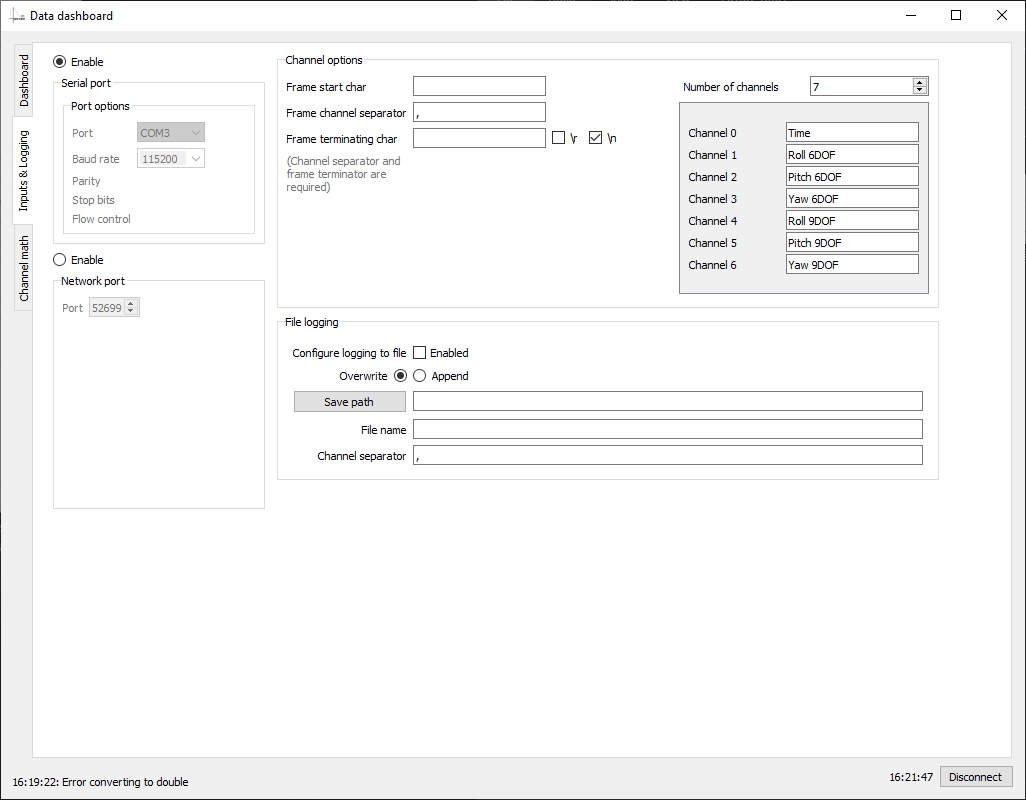 Data dashboard
Dashboard
Inputs & Logging
Channel math
Enable
Serial port
Port options
Port COM3
Baud rate 115200
Parity
Stop bits
Flow control
Enable
Network port
Port 52699
Channel options
Frame start char
Frame channel separator ,
Frame terminating char \r \n
(Channel separator and
frame terminator are
required)
Number of channels 7
Channel 0 Time
Channel 1 Roll 6DOF
Channel 2 Pitch 6DOF
Channel 3 Yaw 6DOF
Channel 4 Roll 9DOF
Channel 5 Pitch 9DOF
Channel 6 Yaw 9DOF
File logging
Configure logging to file Enabled
Overwrite Append
Save path
File name
Channel separator ,
16:19:22: Error converting to double
16:21:47 Disconnect